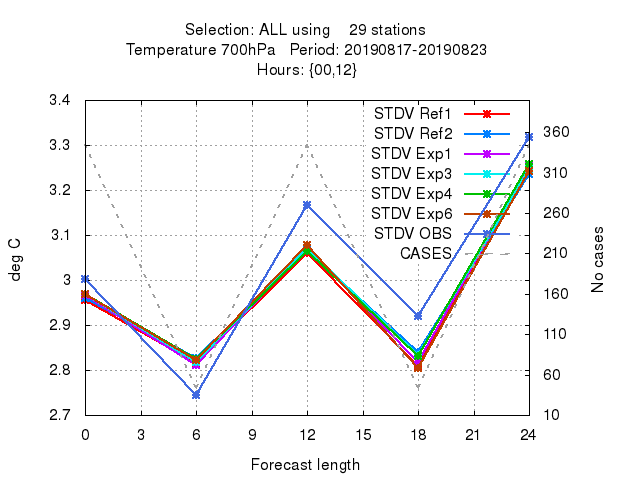 Selection: ALL using 29 stations
Temperature 700hPa Period: 20190817-20190823
Hours: {00,12}
3.4
3.3
3.2
3.1
3
2.9
2.8
2.7
deg C
STDV Ref1
STDV Ref2
STDV Exp1
STDV Exp3
STDV Exp4
STDV Exp6
STDV OBS
CASES
360
310
260
210
160
110
60
10
No cases
0 3 6 9 12 15 18 21 24
Forecast length